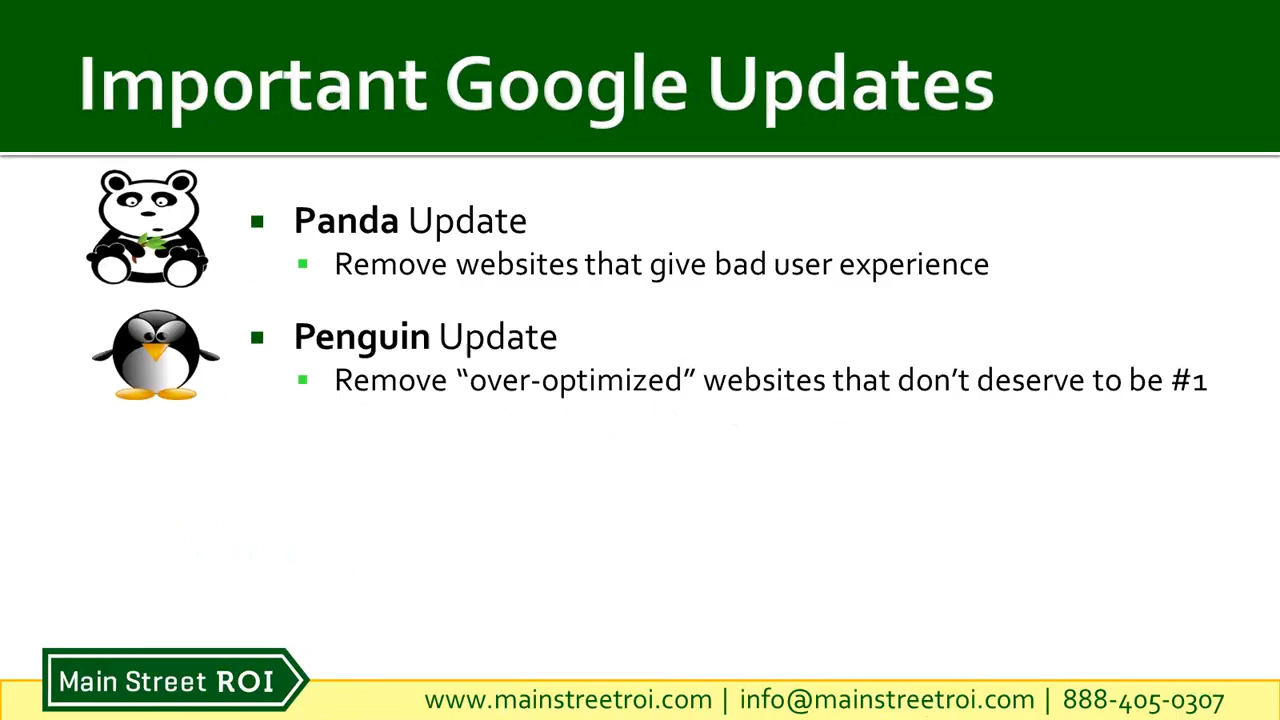 Important Google Updates
Panda Update
Remove websites that give bad user experience
Penguin Update
Remove “over-optimized” websites that don’t deserve to be #1
Main Street ROI
www.mainstreetroi.com | info@mainstreetroi.com | 888-405-0307